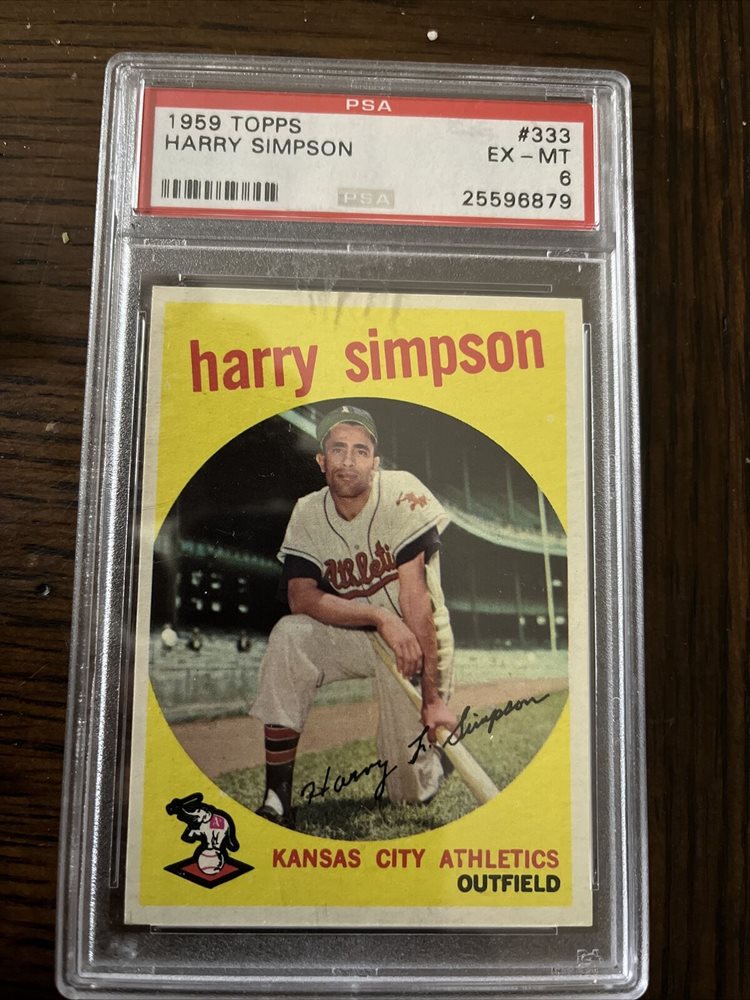 PSA
1959 TOPPS #333
HARRY SIMPSON EX-MT
6
PSA 25596879
harry simpson
Athleti
Harry L. Simpson
KANSAS CITY ATHLETICS
OUTFIELD